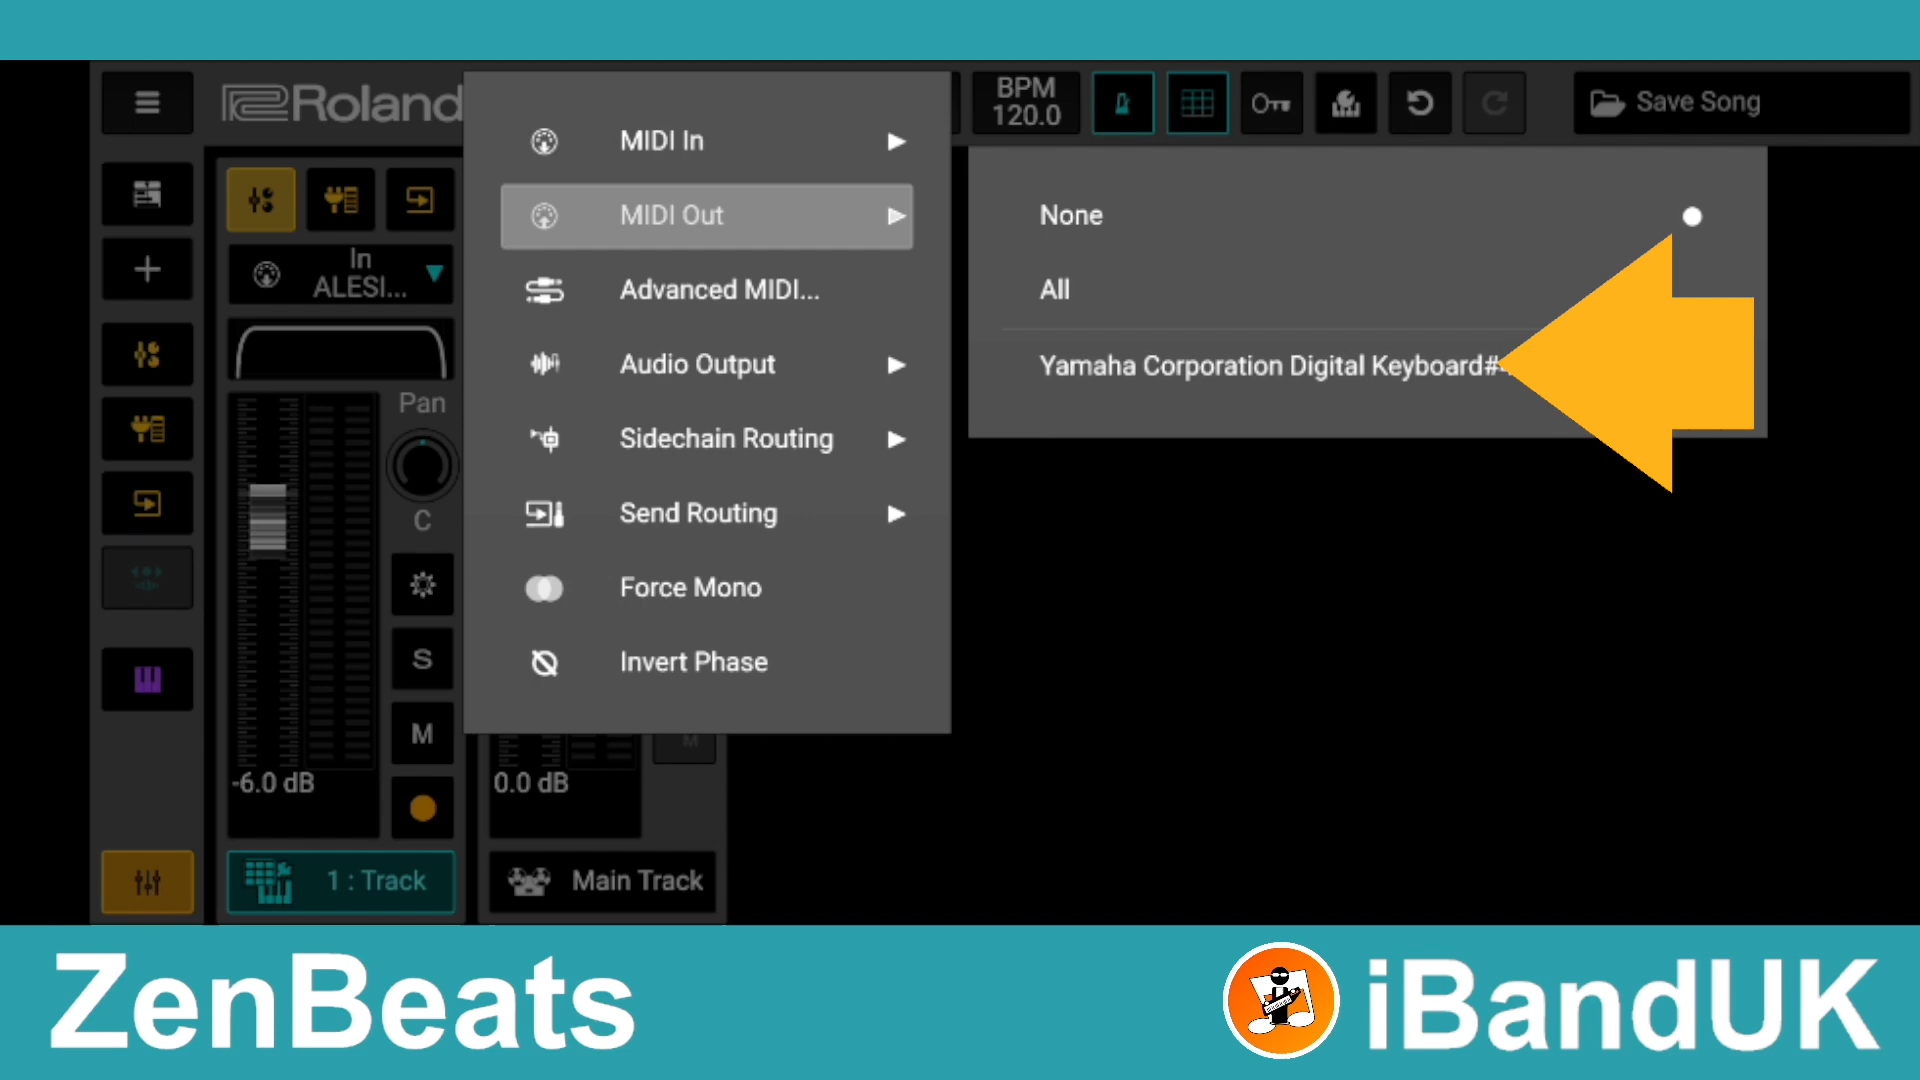 Roland
BPM
120.0
Save Song
MIDI In
MIDI Out
Advanced MIDI...
Audio Output
Sidechain Routing
Send Routing
Force Mono
Invert Phase
None
All
Yamaha Corporation Digital Keyboard#
In
ALESI...
Pan
C
S
M
M
-6.0 dB
0.0 dB
1 : Track
Main Track
ZenBeats
iBandUK